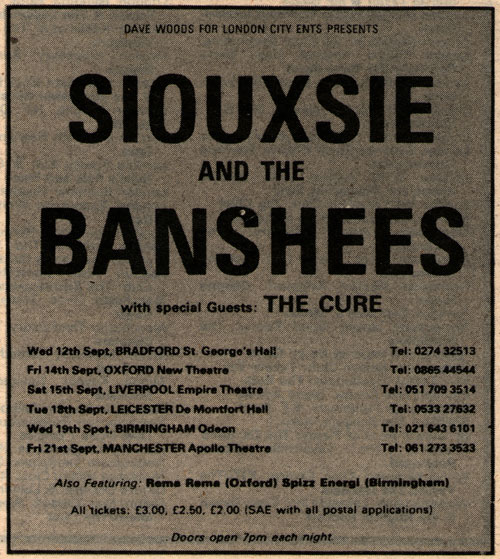 DAVE WOODS FOR LONDON CITY ENTS PRESENTS
SIOUXSIE
AND THE
BANSHEES
with special Guests: THE CURE
Wed 12th Sept, BRADFORD St. George's Hall Tel: 0274 32513
Fri 14th Sept, OXFORD New Theatre Tel: 0865 44544
Sat 15th Sept, LIVERPOOL Empire Theatre Tel: 051 709 3514
Tue 18th Sept, LEICESTER De Montfort Hall Tel: 0533 27632
Wed 19th Spet, BIRMINGHAM Odeon Tel: 021 643 6101
Fri 21st Sept, MANCHESTER Apollo Theatre Tel: 061 273 3533
Also Featuring: Rema Rema (Oxford) Spizz Energi (Birmingham)
All tickets: £3.00, £2.50, £2.00 (SAE with all postal applications)
Doors open 7pm each night.